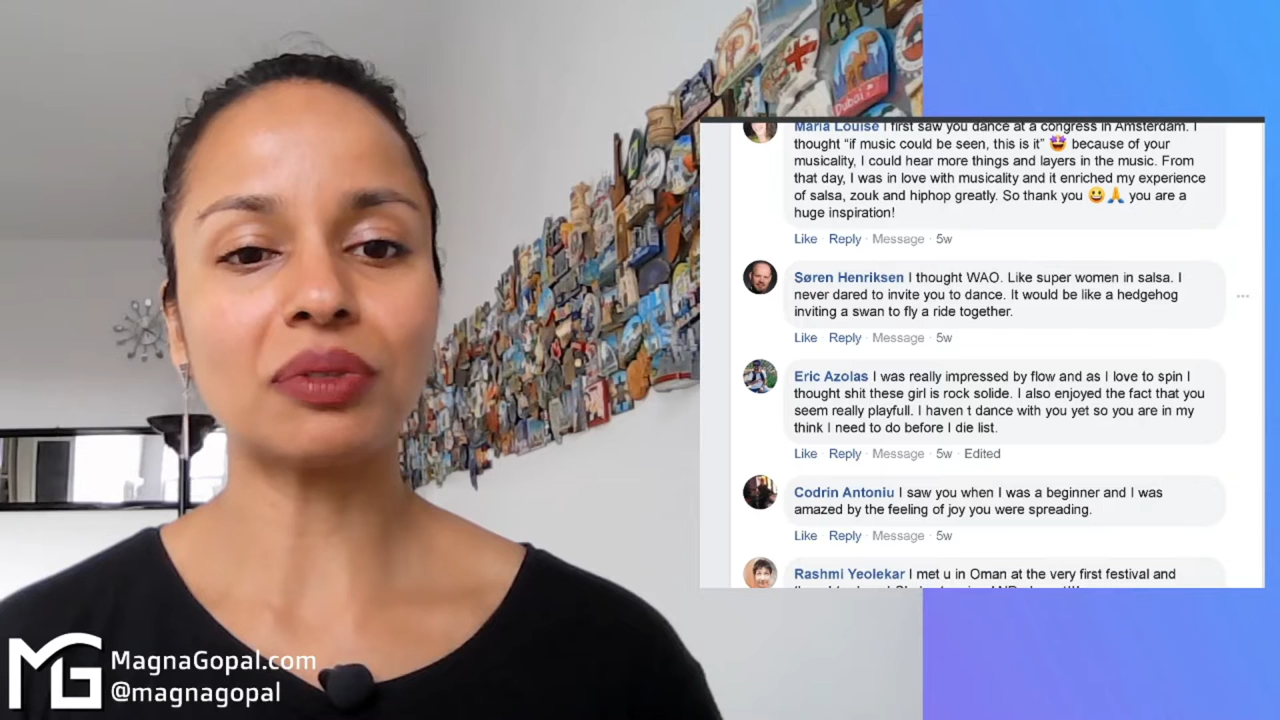 Dubai
Maria Louise I first saw you dance at a congress in Amsterdam. I
thought “if music could be seen, this is it” 🤩 because of your
musicality, I could hear more things and layers in the music. From
that day, I was in love with musicality and it enriched my experience
of salsa, zouk and hiphop greatly. So thank you 😀🙏 you are a
huge inspiration!
Like · Reply · Message · 5w
Søren Henriksen I thought WAO. Like super women in salsa. I
never dared to invite you to dance. It would be like a hedgehog
inviting a swan to fly a ride together.
Like · Reply · Message · 5w
Eric Azolas I was really impressed by flow and as I love to spin I
thought shit these girl is rock solide. I also enjoyed the fact that you
seem really playfull. I haven t dance with you yet so you are in my
think I need to do before I die list.
Like · Reply · Message · 5w · Edited
Codrin Antoniu I saw you when I was a beginner and I was
amazed by the feeling of joy you were spreading.
Like · Reply · Message · 5w
Rashmi Yeolekar I met u in Oman at the very first festival and
MG
MagnaGopal.com
@magnagopal